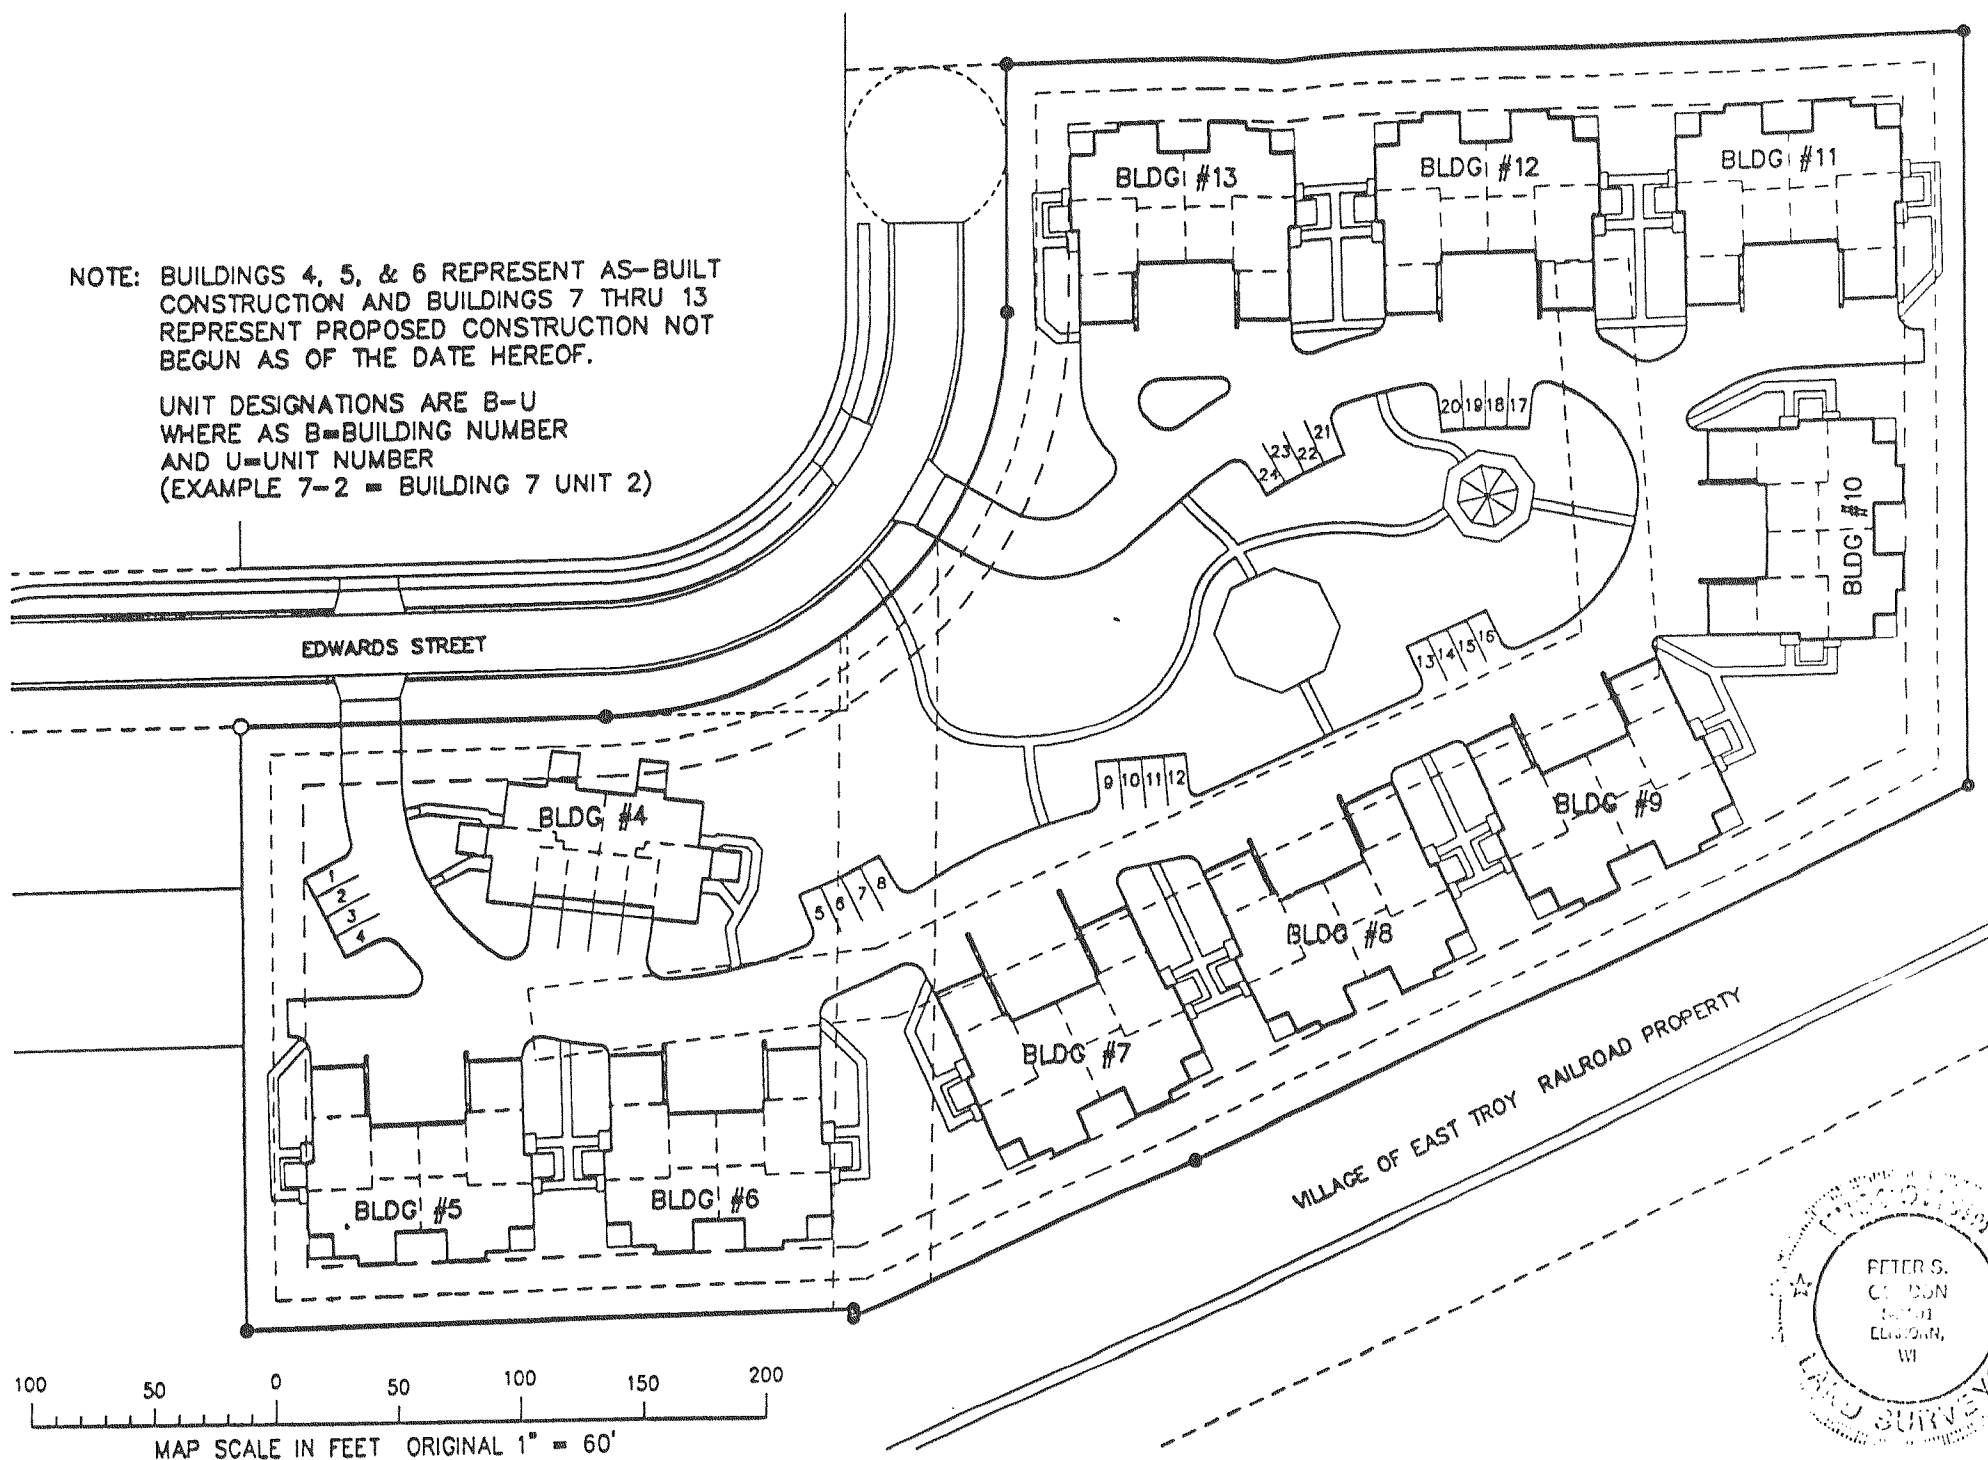 NOTE: BUILDINGS 4, 5, & 6 REPRESENT AS-BUILT
CONSTRUCTION AND BUILDINGS 7 THRU 13
REPRESENT PROPOSED CONSTRUCTION NOT
BEGUN AS OF THE DATE HEREOF.
UNIT DESIGNATIONS ARE B-U
WHERE AS B=BUILDING NUMBER
AND U=UNIT NUMBER
(EXAMPLE 7-2 = BUILDING 7 UNIT 2)
BLDG #13
BLDG #12
BLDG #11
20 19 18 17
24 23 22 21
BLDG #10
EDWARDS STREET
13 14 15 16
9 10 11 12
BLDG #9
BLDG #4
1
2
3
4
5 6 7 8
BLDG #8
BLDG #7
BLDG #5
BLDG #6
VILLAGE OF EAST TROY RAILROAD PROPERTY
PETER S.
WI
LAND SURVEY
100 50 0 50 100 150 200
MAP SCALE IN FEET ORIGINAL 1" = 60'